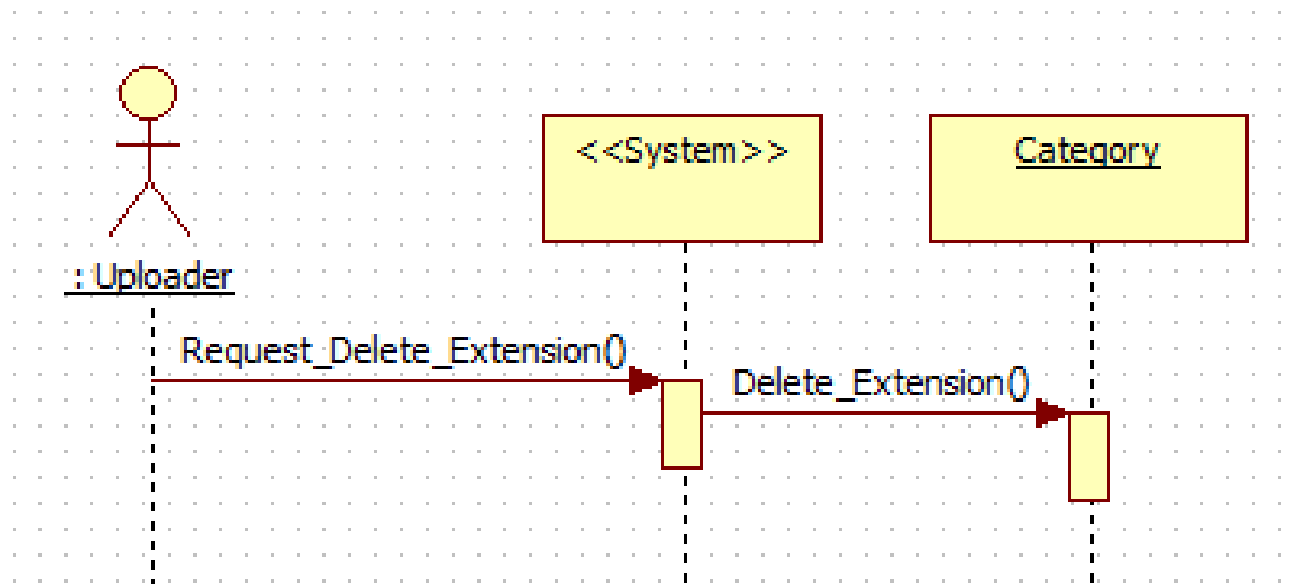 <<System>>
Category
: Uploader
Request_Delete_Extension()
Delete_Extension()